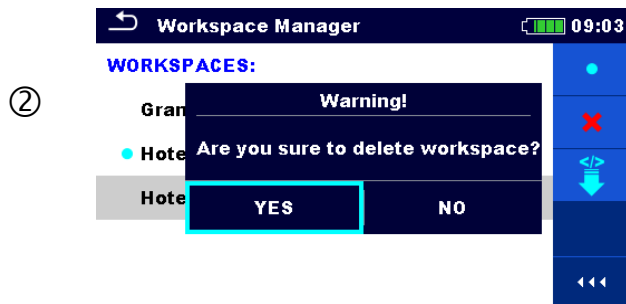 Workspace Manager 09:03
WORKSPACES:
②
Gran
Warning!
Hote
Are you sure to delete workspace?
</>
Hote
YES NO